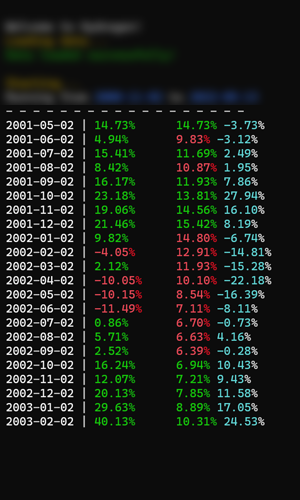 - - - - - - - - - - - - - - - - - - -
2001-05-02 | 14.73% 14.73% -3.73%
2001-06-02 | 4.94% 9.83% -3.12%
2001-07-02 | 15.41% 11.69% 2.49%
2001-08-02 | 8.42% 10.87% 1.95%
2001-09-02 | 16.17% 11.93% 7.86%
2001-10-02 | 23.18% 13.81% 27.94%
2001-11-02 | 19.06% 14.56% 16.10%
2001-12-02 | 21.46% 15.42% 8.19%
2002-01-02 | 9.82% 14.80% -6.74%
2002-02-02 | -4.05% 12.91% -14.81%
2002-03-02 | 2.12% 11.93% -15.28%
2002-04-02 | -10.05% 10.10% -22.18%
2002-05-02 | -10.15% 8.54% -16.39%
2002-06-02 | -11.49% 7.11% -8.11%
2002-07-02 | 0.86% 6.70% -0.73%
2002-08-02 | 5.71% 6.63% 4.16%
2002-09-02 | 2.52% 6.39% -0.28%
2002-10-02 | 16.24% 6.94% 10.43%
2002-11-02 | 12.07% 7.21% 9.43%
2002-12-02 | 20.13% 7.85% 11.58%
2003-01-02 | 29.63% 8.89% 17.05%
2003-02-02 | 40.13% 10.31% 24.53%